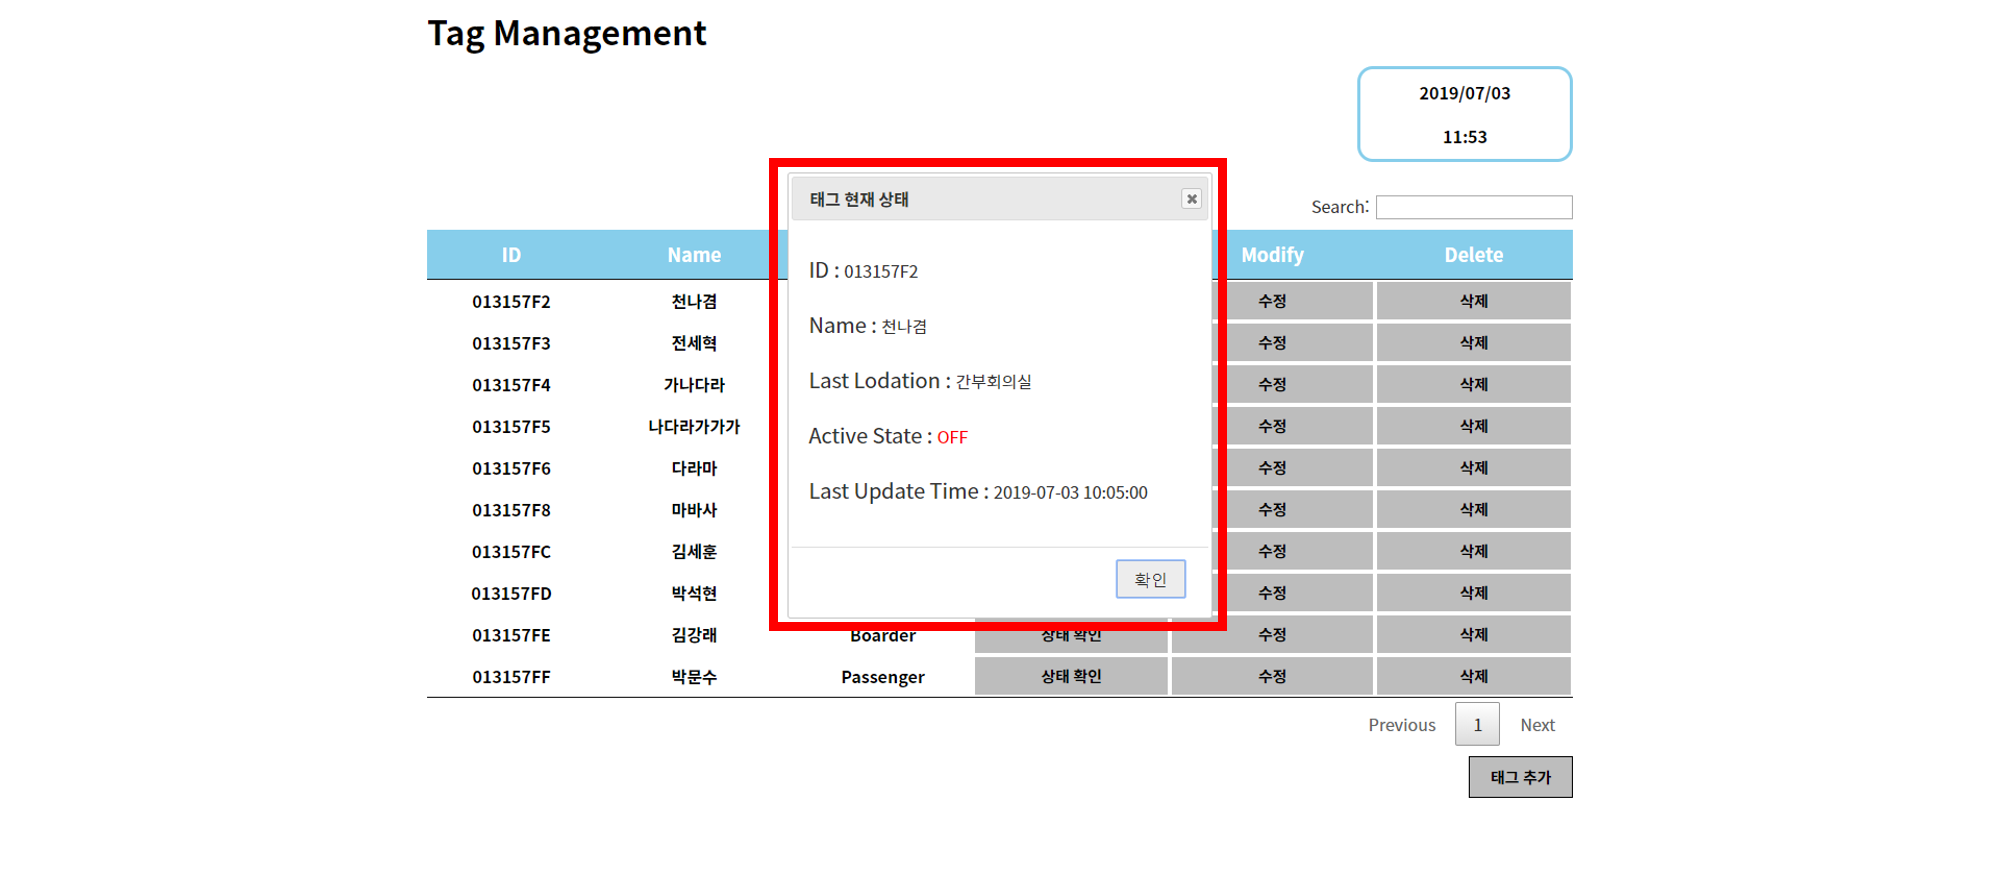 Tag Management
2019/07/03
11:53
Search:
태그 현재 상태
ID : 013157F2
Name : 천나겸
Last Lodation : 간부회의실
Active State : OFF
Last Update Time : 2019-07-03 10:05:00
확인
ID Name Modify Delete
013157F2 천나겸 수정 삭제
013157F3 전세혁 수정 삭제
013157F4 가나다라 수정 삭제
013157F5 나다라가가가 수정 삭제
013157F6 다라마 수정 삭제
013157F8 마바사 수정 삭제
013157FC 김세훈 수정 삭제
013157FD 박석현 수정 삭제
013157FE 김강래 Boarder 상태 확인 수정 삭제
013157FF 박문수 Passenger 상태 확인 수정 삭제
Previous 1 Next
태그 추가